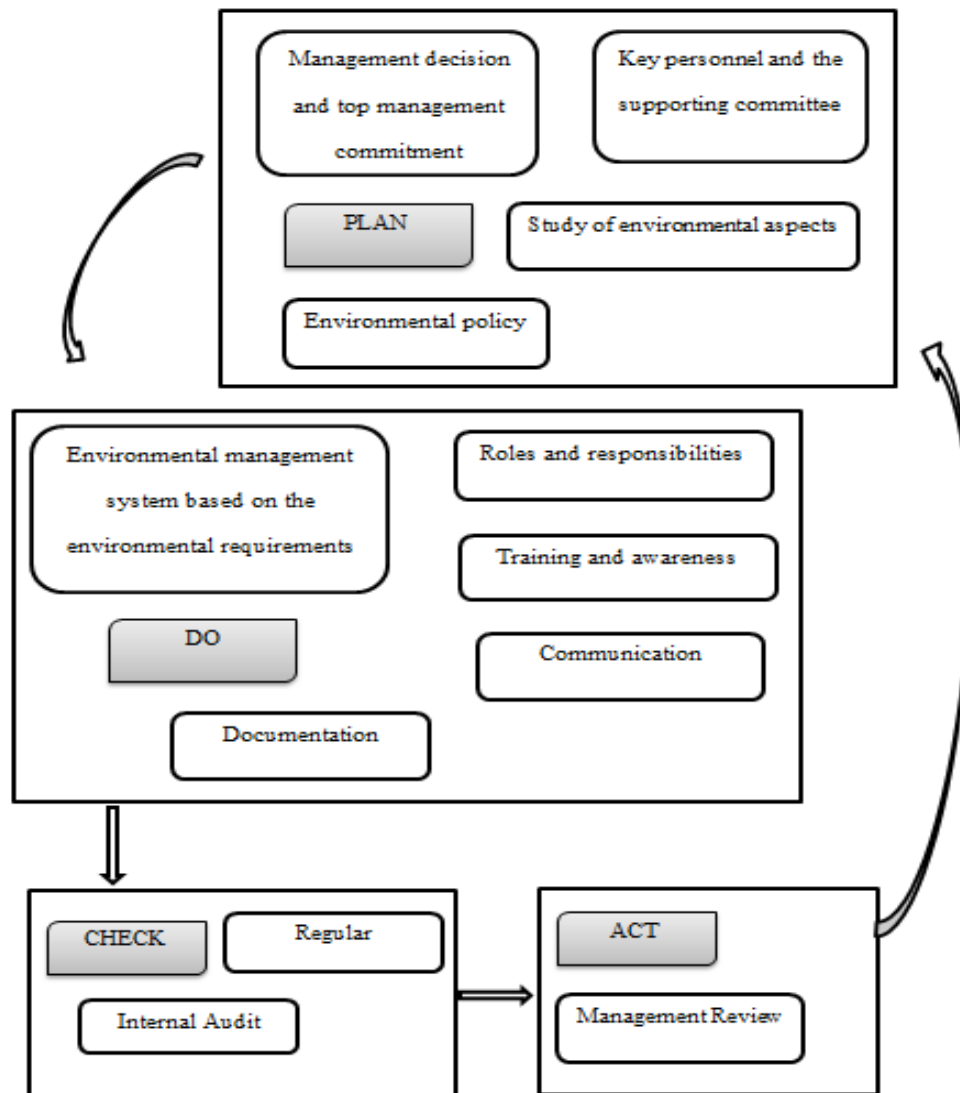 Management decision
and top management
commitment
Key personnel and the
supporting committee
PLAN
Study of environmental aspects
Environmental policy
Environmental management
system based on the
environmental requirements
Roles and responsibilities
Training and awareness
DO
Communication
Documentation
CHECK
Regular
Internal Audit
ACT
Management Review